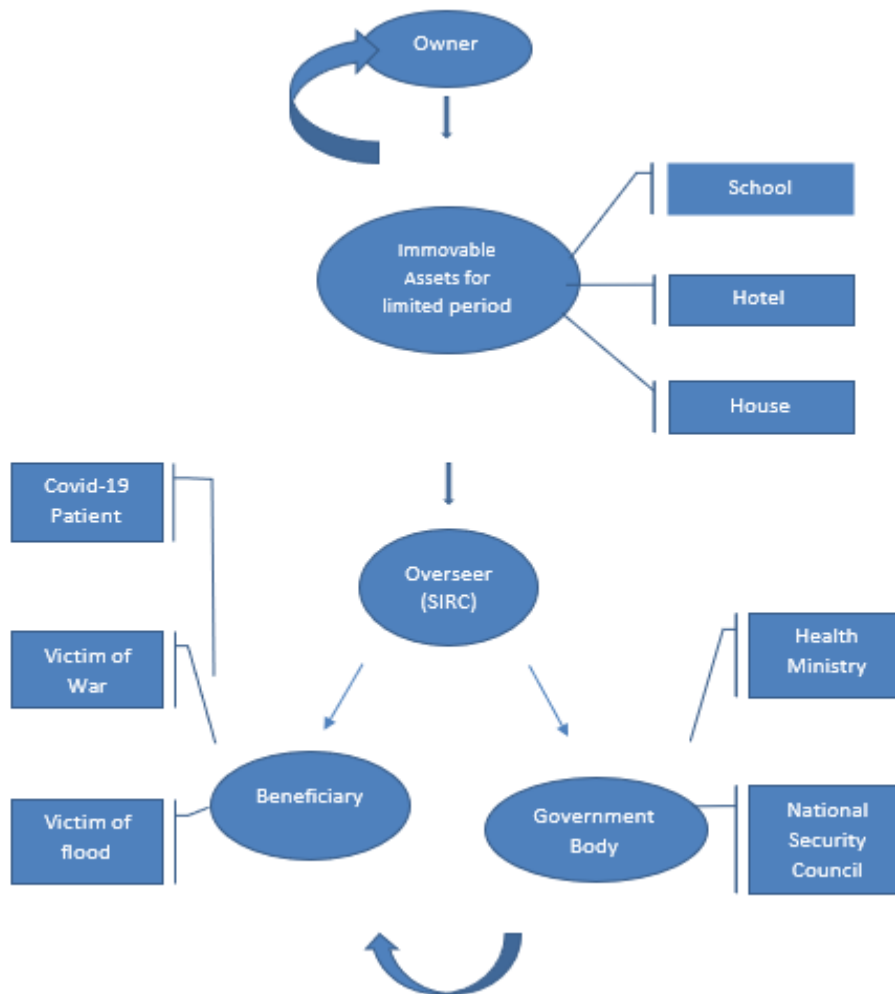 Owner
Immovable
Assets for
limited period
School
Hotel
House
Covid-19
Patient
Overseer
(SIRC)
Victim of
War
Health
Ministry
Beneficiary
Victim of
flood
Government
Body
National
Security
Council